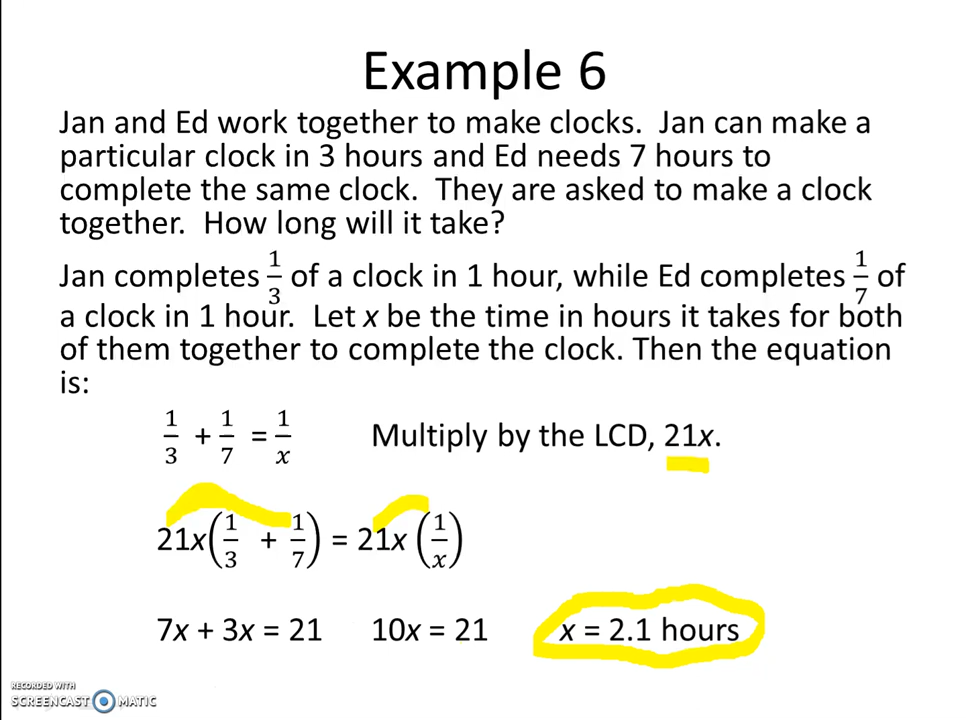 Example 6
Jan and Ed work together to make clocks. Jan can make a
particular clock in 3 hours and Ed needs 7 hours to
complete the same clock. They are asked to make a clock
together. How long will it take?
Jan completes 1/3 of a clock in 1 hour, while Ed completes 1/7 of
a clock in 1 hour. Let x be the time in hours it takes for both
of them together to complete the clock. Then the equation
is:
1/3 + 1/7 = 1/x Multiply by the LCD, 21x.
21x(1/3 + 1/7) = 21x (1/x)
7x + 3x = 21 10x = 21 x = 2.1 hours
RECORDED WITH
SCREENCAST MATIC